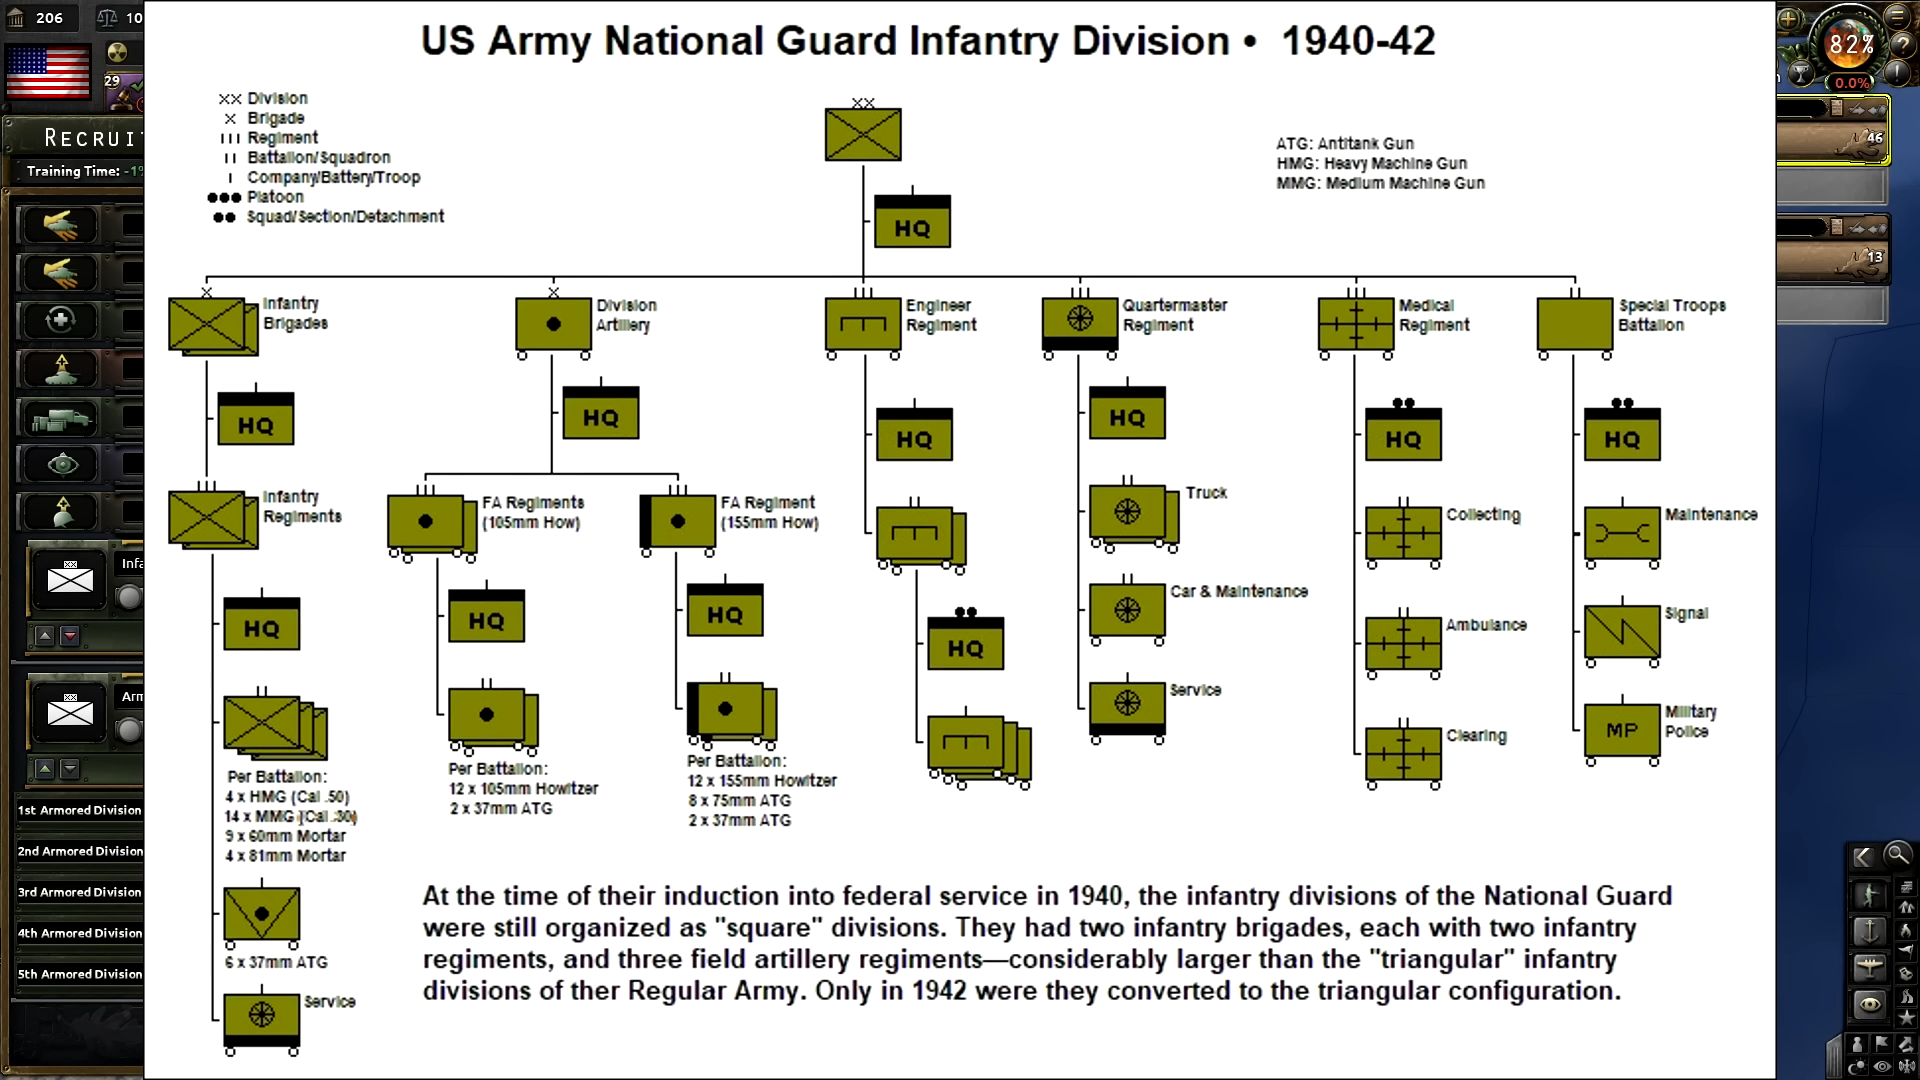 206
10
US Army National Guard Infantry Division • 1940-42
82%
0.0%
29
46
13
RECRUI
Training Time: -1%
XX Division
X Brigade
III Regiment
II Battalion/Squadron
I Company/Battery/Troop
●●● Platoon
●● Squad/Section/Detachment
ATG: Antitank Gun
HMG: Heavy Machine Gun
MMG: Medium Machine Gun
HQ
Infantry
Brigades
Division
Artillery
Engineer
Regiment
Quartermaster
Regiment
Medical
Regiment
Special Troops
Battalion
HQ
HQ
HQ
HQ
HQ
HQ
Infantry
Regiments
FA Regiments
(105mm How)
FA Regiment
(155mm How)
Truck
Collecting
Maintenance
HQ
HQ
HQ
HQ
Car & Maintenance
Ambulance
Signal
Service
Clearing
MP
Military
Police
Per Battalion:
4 x HMG (Cal .50)
14 x MMG (Cal .30)
9 x 60mm Mortar
4 x 81mm Mortar
Per Battalion:
12 x 105mm Howitzer
2 x 37mm ATG
Per Battalion:
12 x 155mm Howitzer
8 x 75mm ATG
2 x 37mm ATG
6 x 37mm ATG
Service
Infa
Arm
1st Armored Division
2nd Armored Division
3rd Armored Division
4th Armored Division
5th Armored Division
At the time of their induction into federal service in 1940, the infantry divisions of the National Guard
were still organized as "square" divisions. They had two infantry brigades, each with two infantry
regiments, and three field artillery regiments—considerably larger than the "triangular" infantry
divisions of ther Regular Army. Only in 1942 were they converted to the triangular configuration.